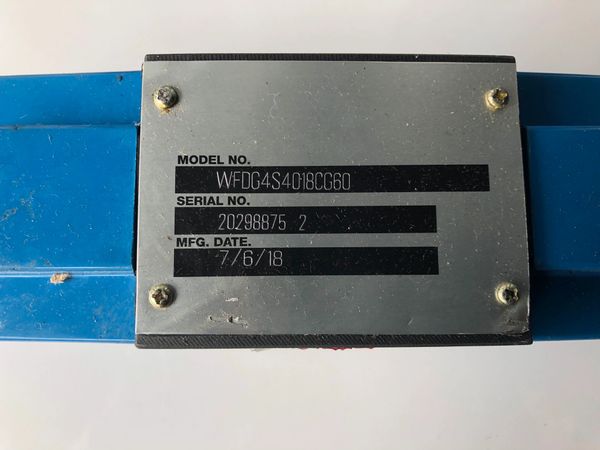 MODEL NO.
WFDG4S4018CG60
SERIAL NO.
20298875 2
MFG. DATE.
7/6/18